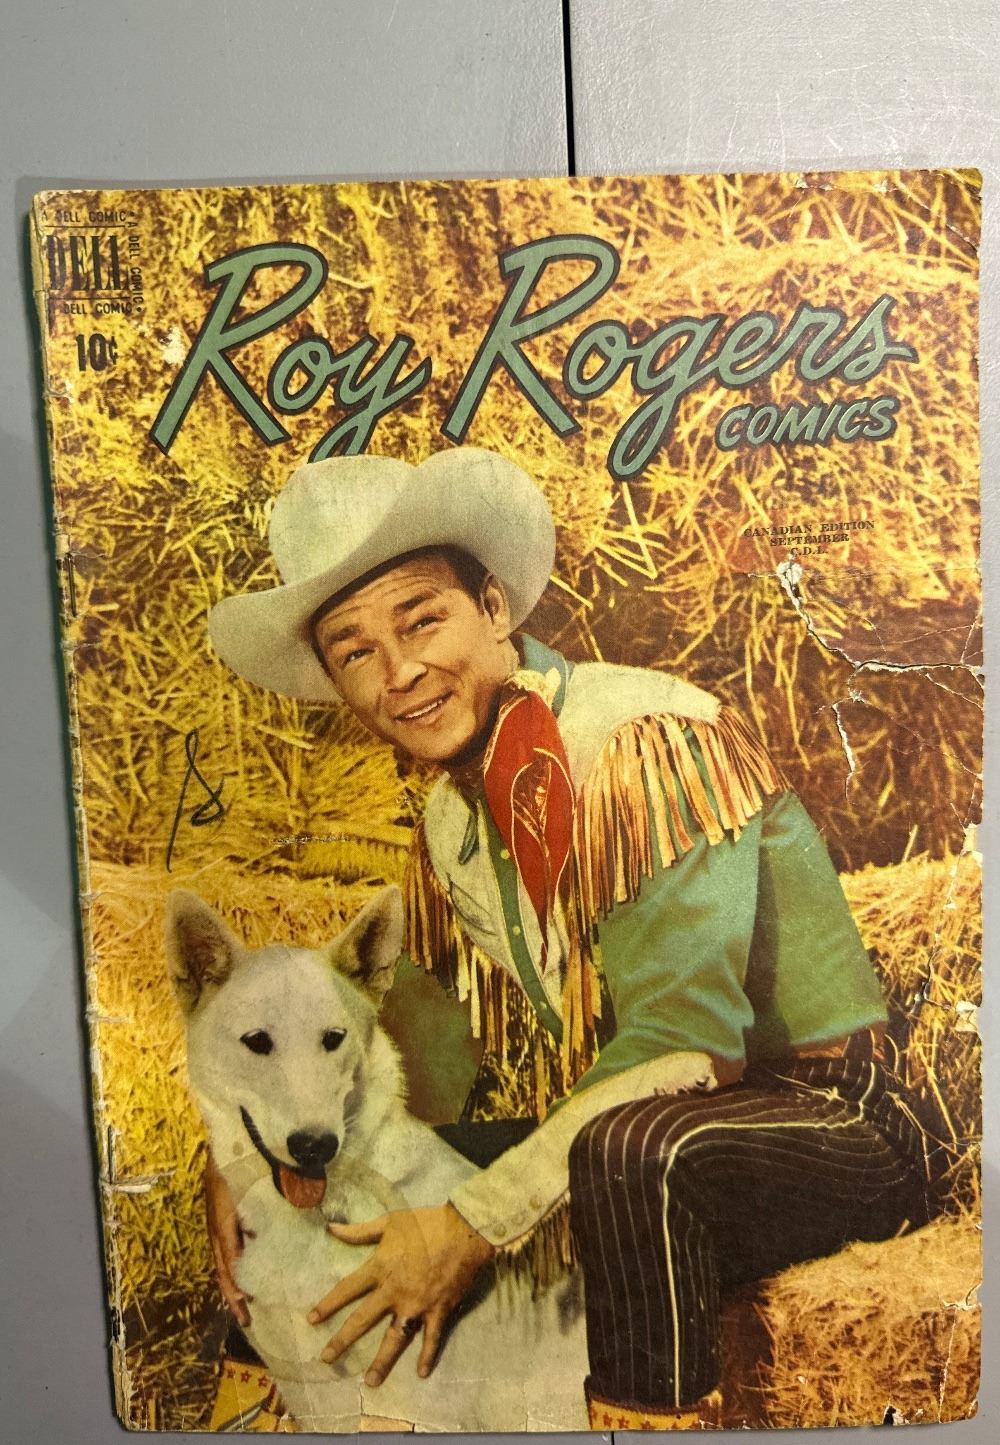 A DELL COMIC •
DELL
A DELL COMIC •
DELL COMIC •
10¢
Roy Rogers
COMICS
CANADIAN EDITION
SEPTEMBER
C.D.L.
S